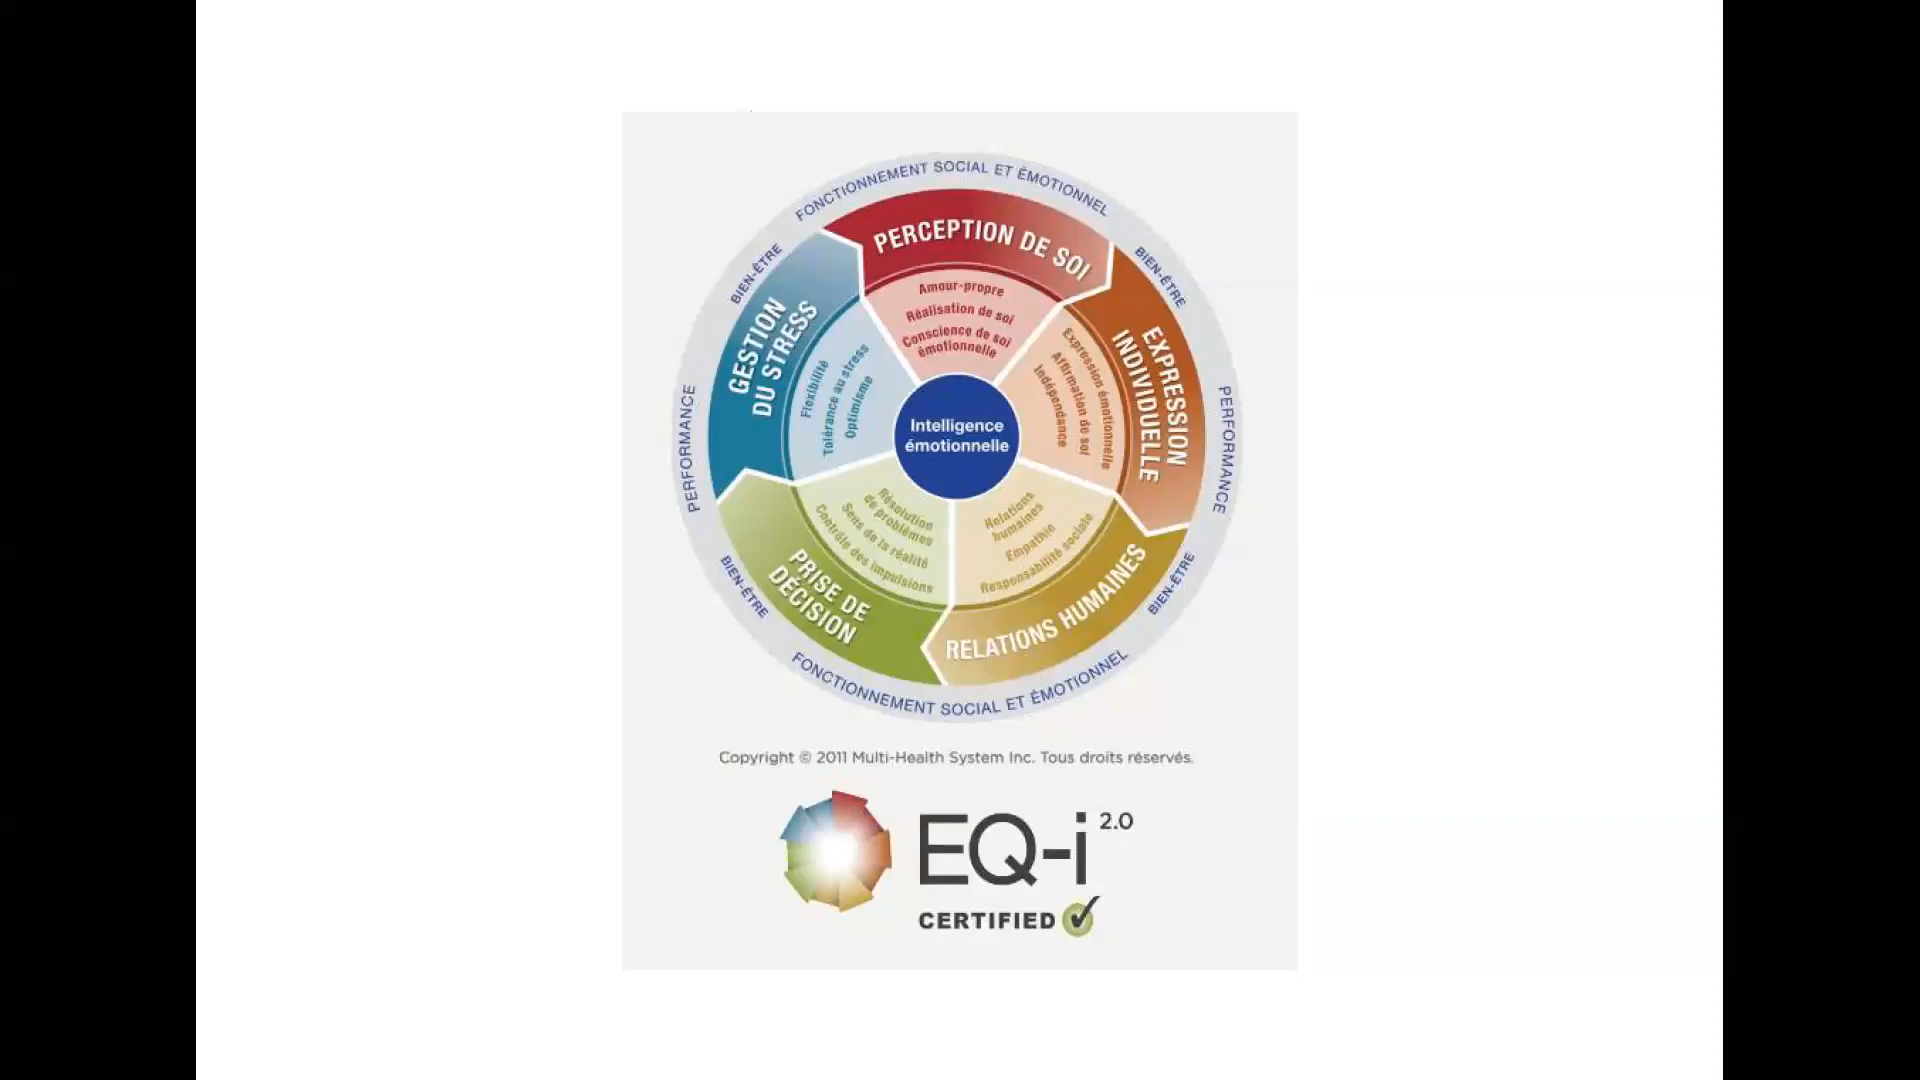 FONCTIONNEMENT SOCIAL ET ÉMOTIONNEL
BIEN-ÊTRE
BIEN-ÊTRE
PERFORMANCE
PERFORMANCE
BIEN-ÊTRE
BIEN-ÊTRE
FONCTIONNEMENT SOCIAL ET ÉMOTIONNEL
PERCEPTION DE SOI
Amour-propre
Réalisation de soi
Conscience de soi
émotionnelle
EXPRESSION
INDIVIDUELLE
Expression émotionnelle
Affirmation de soi
Indépendance
RELATIONS HUMAINES
Relations
humaines
Empathie
Responsabilité sociale
PRISE DE
DÉCISION
Résolution
de problèmes
Sens de la réalité
Contrôle des impulsions
GESTION
DU STRESS
Flexibilité
Tolérance au stress
Optimisme
Intelligence
émotionnelle
Copyright © 2011 Multi-Health System Inc. Tous droits réservés.
EQ-i 2.0
CERTIFIED